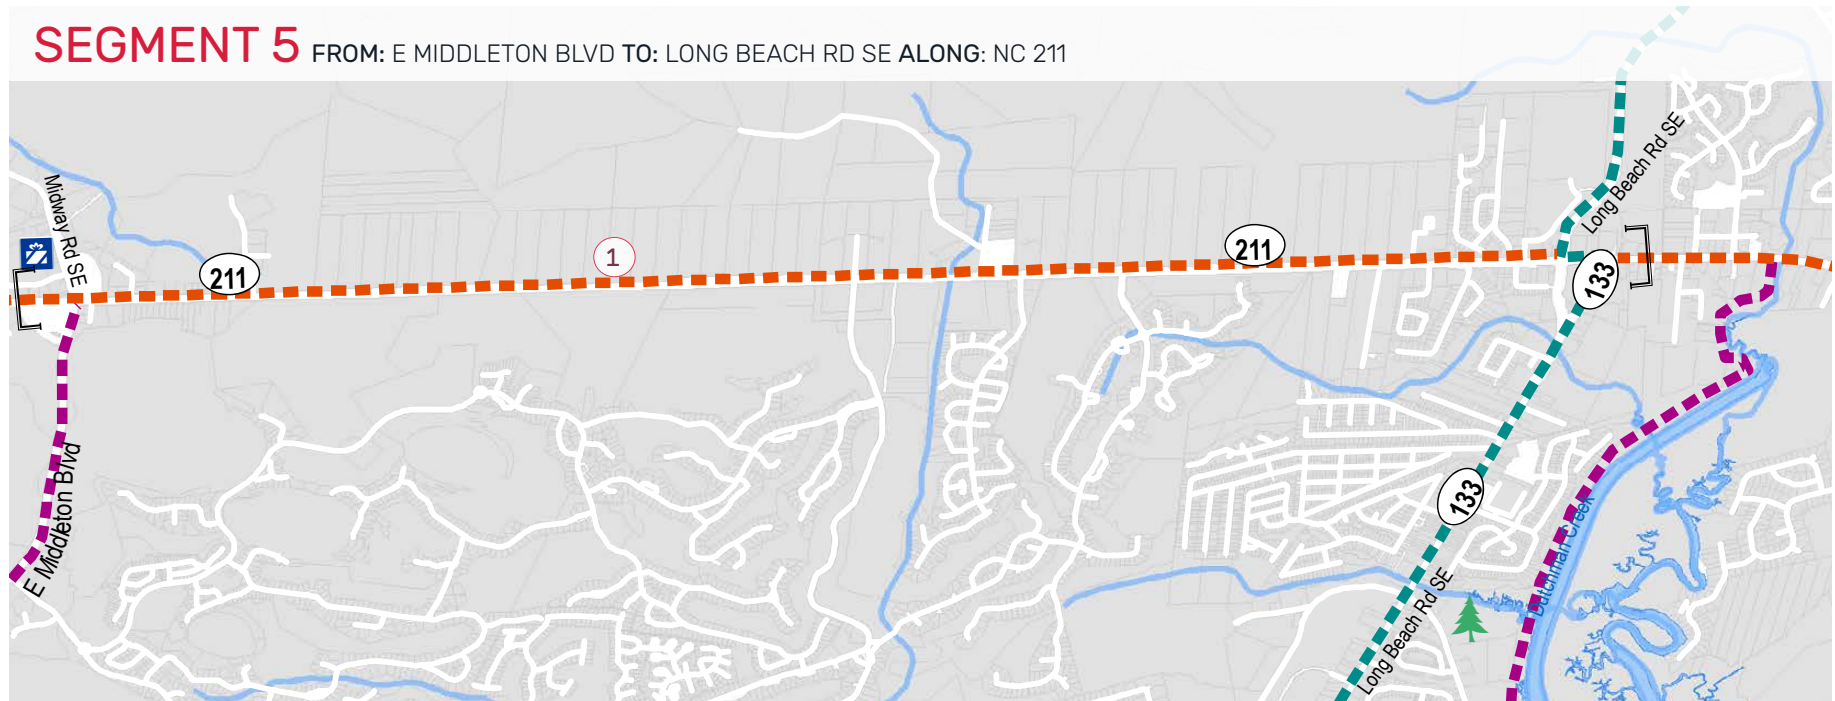 SEGMENT 5 FROM: E MIDDLETON BLVD TO: LONG BEACH RD SE ALONG: NC 211
Long Beach Rd SE
Midway Rd SE
211
1
211
133
E Middleton Blvd
133
Dutchman Creek
Long Beach Rd SE